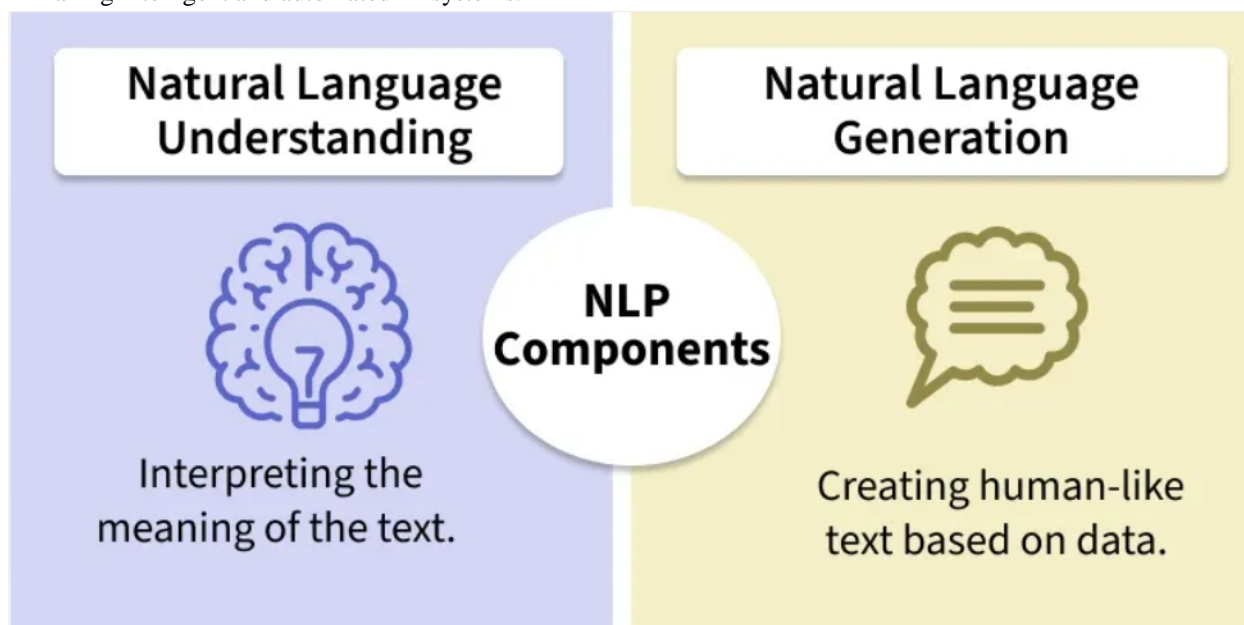 Natural Language
Understanding
Natural Language
Generation
NLP
Components
Interpreting the
meaning of the text.
Creating human-like
text based on data.